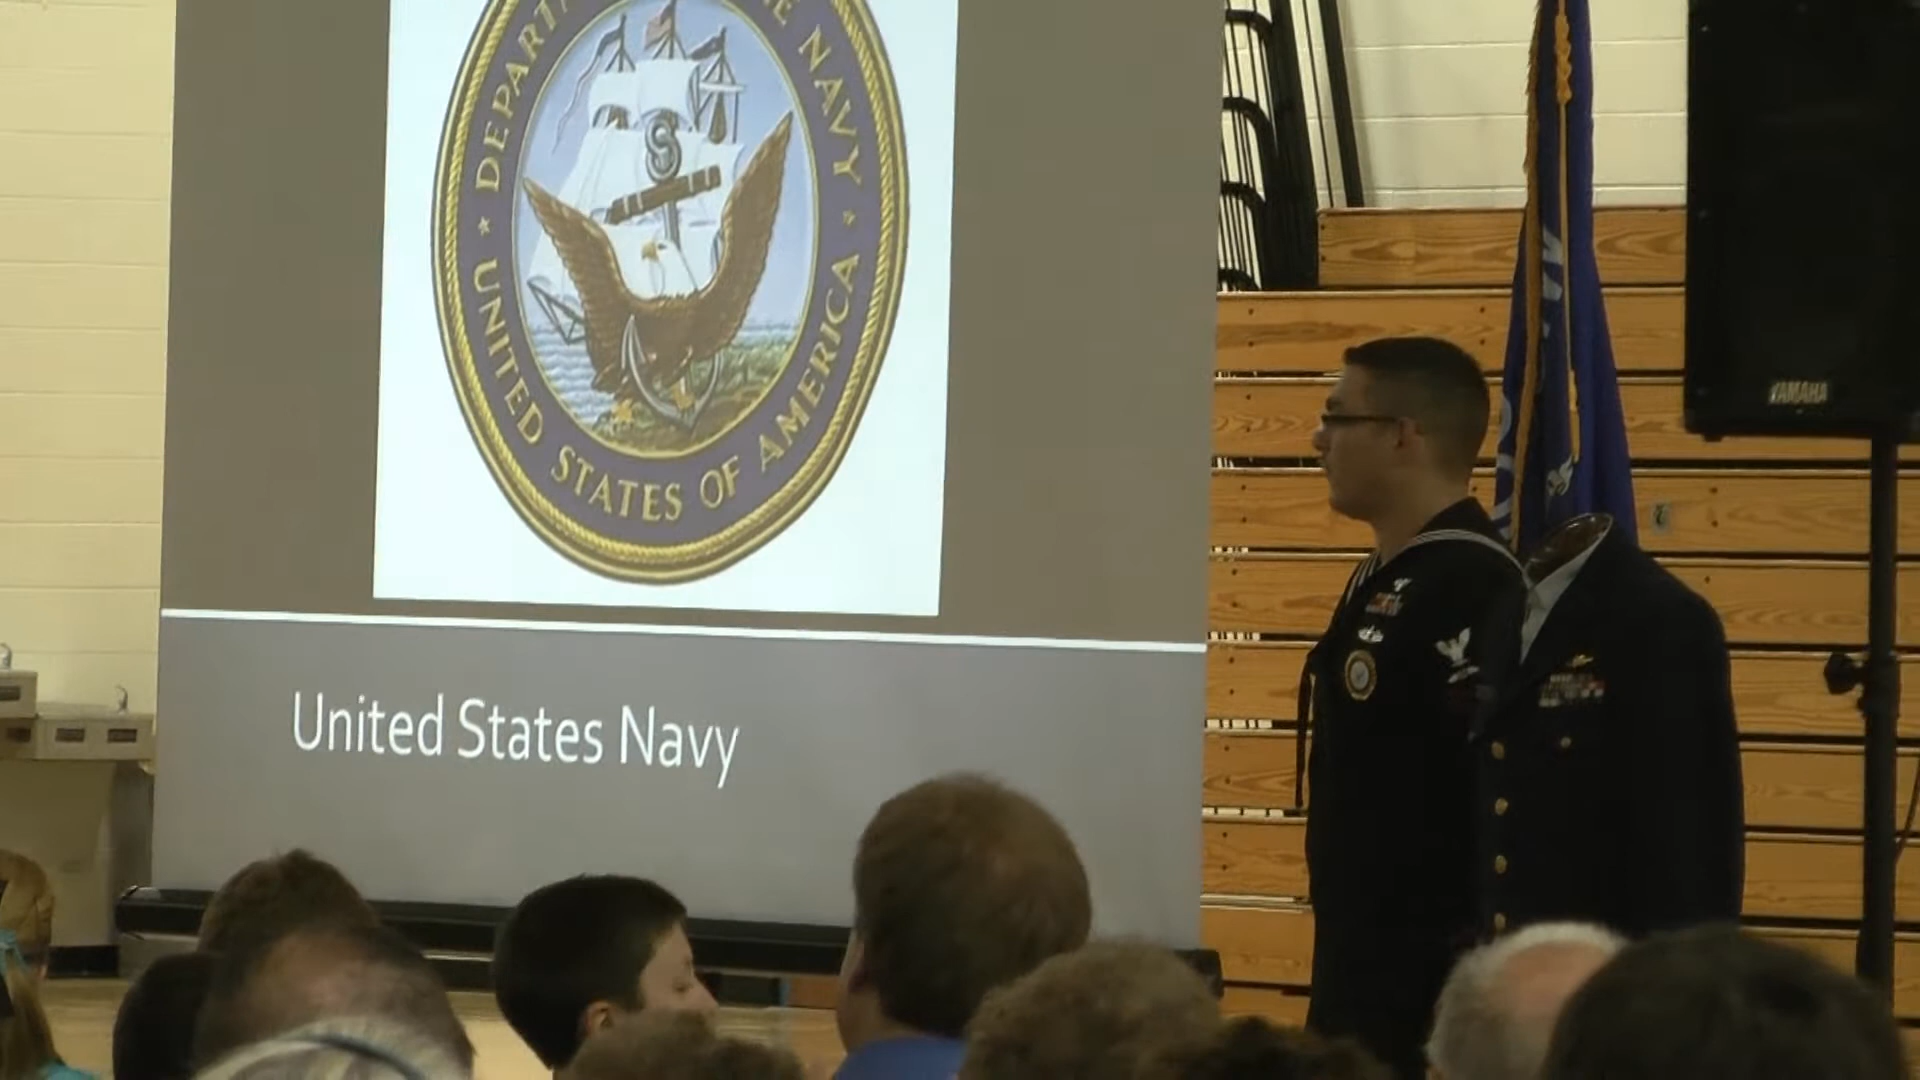 DEPART
E NAVY
UNITED STATES OF AMERICA
United States Navy
YAMAHA